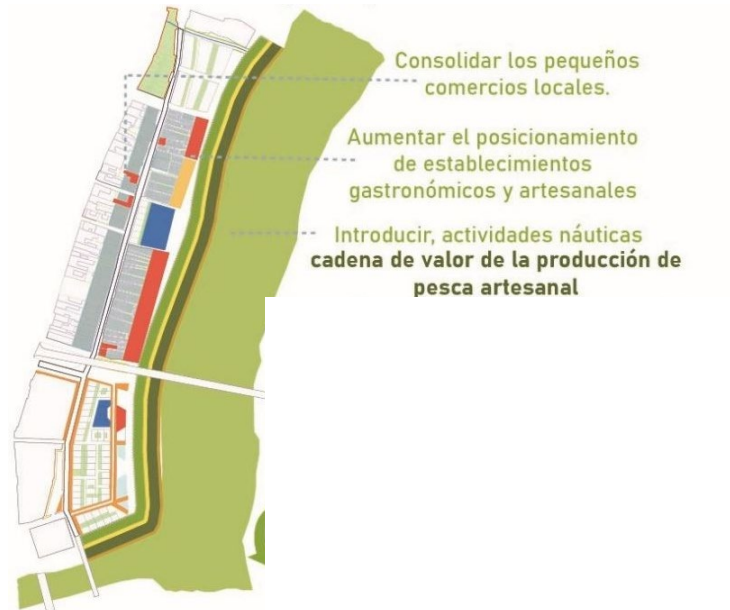 Consolidar los pequeños
comercios locales.
Aumentar el posicionamiento
de establecimientos
gastronómicos y artesanales
Introducir, actividades náuticas
cadena de valor de la producción de
pesca artesanal